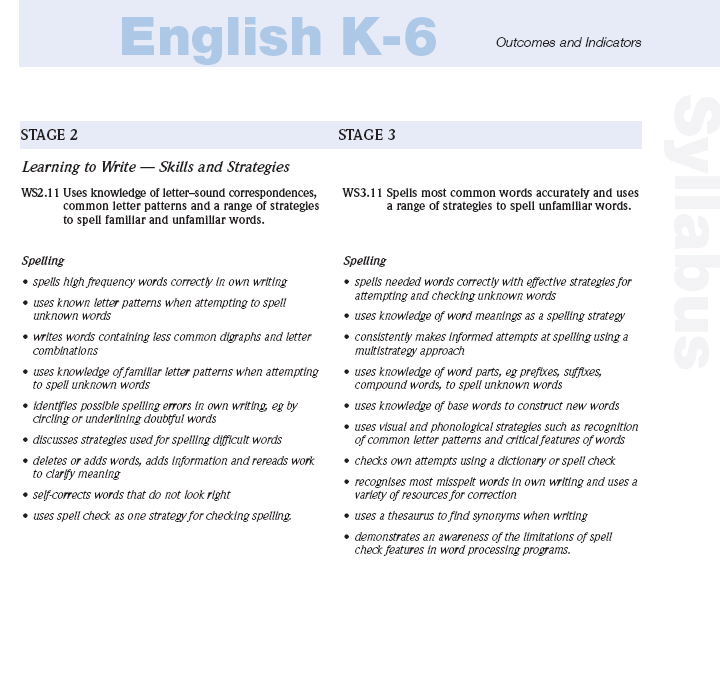 English K-6
Outcomes and Indicators
Syllabus
STAGE 2
STAGE 3
Learning to Write — Skills and Strategies
WS2.11 Uses knowledge of letter–sound correspondences,
common letter patterns and a range of strategies
to spell familiar and unfamiliar words.
Spelling
• spells high frequency words correctly in own writing
• uses known letter patterns when attempting to spell
unknown words
• writes words containing less common digraphs and letter
combinations
• uses knowledge of familiar letter patterns when attempting
to spell unknown words
• identifies possible spelling errors in own writing, eg by
circling or underlining doubtful words
• discusses strategies used for spelling difficult words
• deletes or adds words, adds information and rereads work
to clarify meaning
• self-corrects words that do not look right
• uses spell check as one strategy for checking spelling.
WS3.11 Spells most common words accurately and uses
a range of strategies to spell unfamiliar words.
Spelling
• spells needed words correctly with effective strategies for
attempting and checking unknown words
• uses knowledge of word meanings as a spelling strategy
• consistently makes informed attempts at spelling using a
multistrategy approach
• uses knowledge of word parts, eg prefixes, suffixes,
compound words, to spell unknown words
• uses knowledge of base words to construct new words
• uses visual and phonological strategies such as recognition
of common letter patterns and critical features of words
• checks own attempts using a dictionary or spell check
• recognises most misspelt words in own writing and uses a
variety of resources for correction
• uses a thesaurus to find synonyms when writing
• demonstrates an awareness of the limitations of spell
check features in word processing programs.